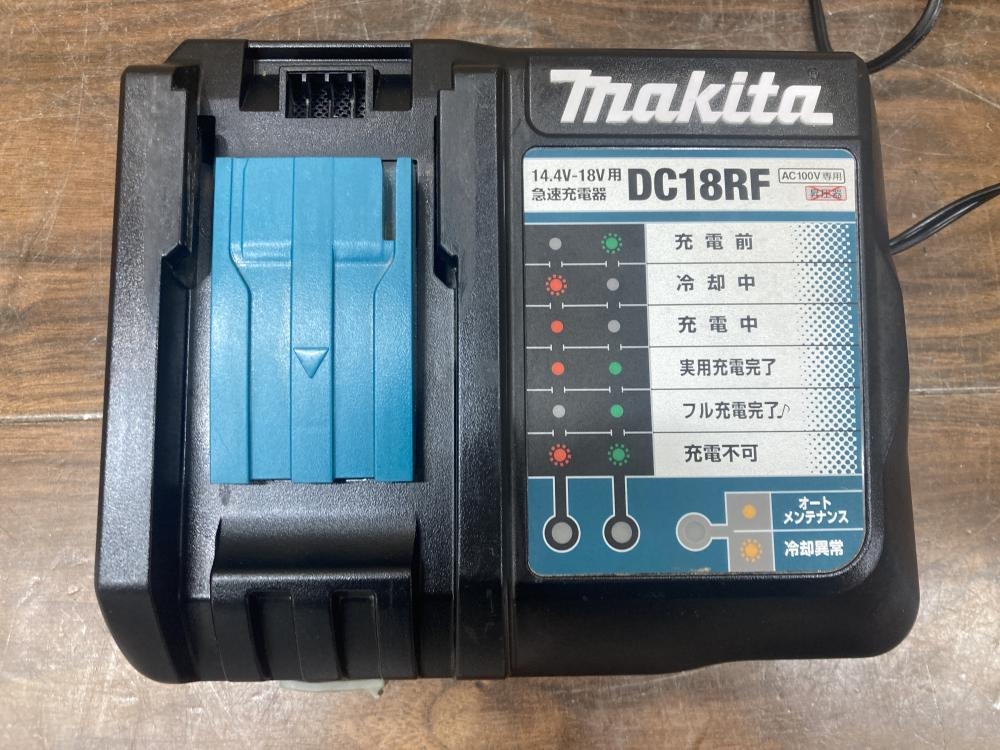 makita
14.4V-18V用
急速充電器
DC18RF
AC100V専用
昇圧器
充電前
冷却中
充電中
実用充電完了
フル充電完了♪
充電不可
オート
メンテナンス
冷却異常